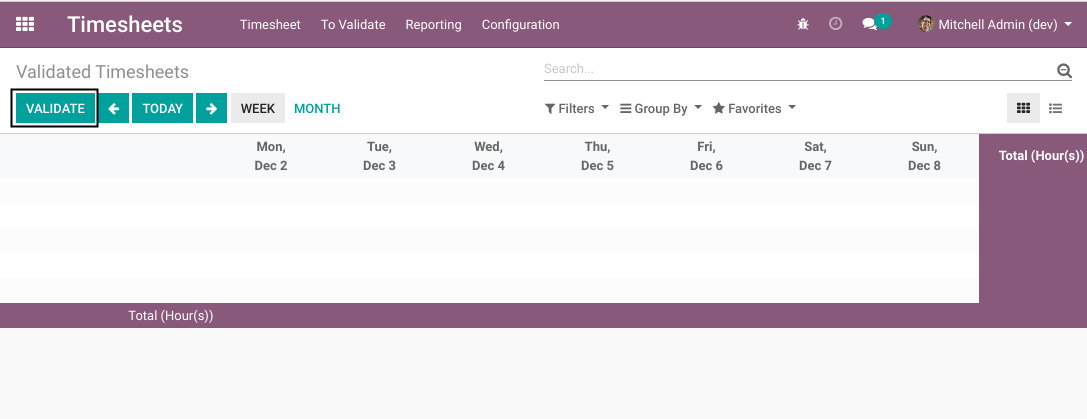 Timesheets Timesheet To Validate Reporting Configuration 1 Mitchell Admin (dev)
Validated Timesheets Search...
VALIDATE TODAY WEEK MONTH Filters Group By Favorites
Mon, Tue, Wed, Thu, Fri, Sat, Sun, Total (Hour(s))
Dec 2 Dec 3 Dec 4 Dec 5 Dec 6 Dec 7 Dec 8
Total (Hour(s))